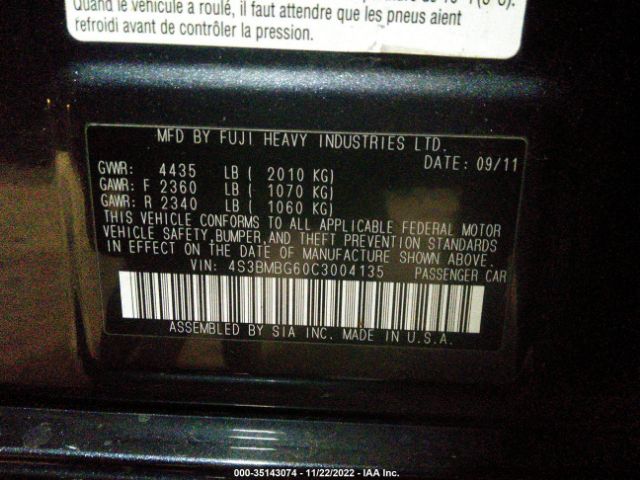 Quand le véhicule a roulé, il faut attendre que les pneus aient
refroidi avant de contrôler la pression.
MFD BY FUJI HEAVY INDUSTRIES LTD.
DATE: 09/11
GVWR: 4435 LB ( 2010 KG)
GAWR: F 2360 LB ( 1070 KG)
GAWR: R 2340 LB ( 1060 KG)
THIS VEHICLE CONFORMS TO ALL APPLICABLE FEDERAL MOTOR
VEHICLE SAFETY,BUMPER,AND THEFT PREVENTION STANDARDS
IN EFFECT ON THE DATE OF MANUFACTURE SHOWN ABOVE.
VIN: 4S3BMBG60C3004135 PASSENGER CAR
ASSEMBLED BY SIA INC. MADE IN U.S.A.
000-35143074 - 11/22/2022 - IAA Inc.